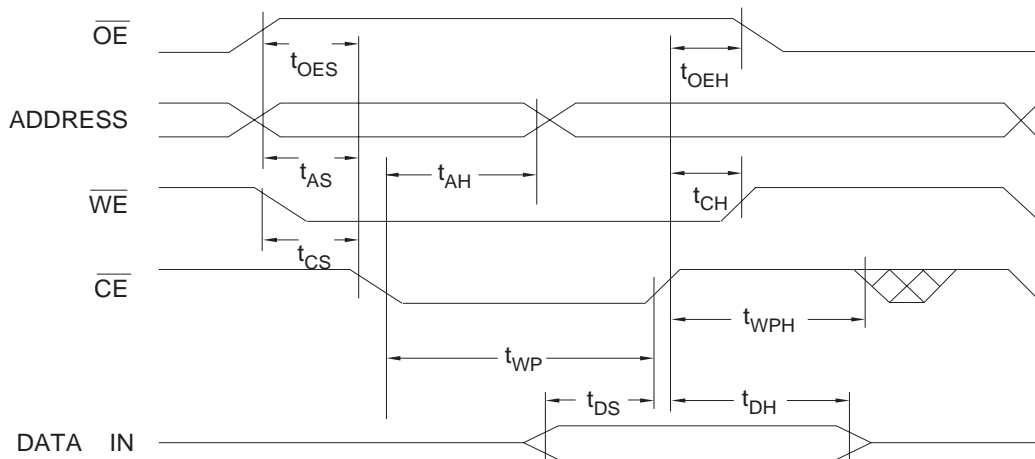 OE
tOES
tOEH
ADDRESS
tAS
tAH
WE
tCH
tCS
CE
tWPH
tWP
tDS
tDH
DATA IN